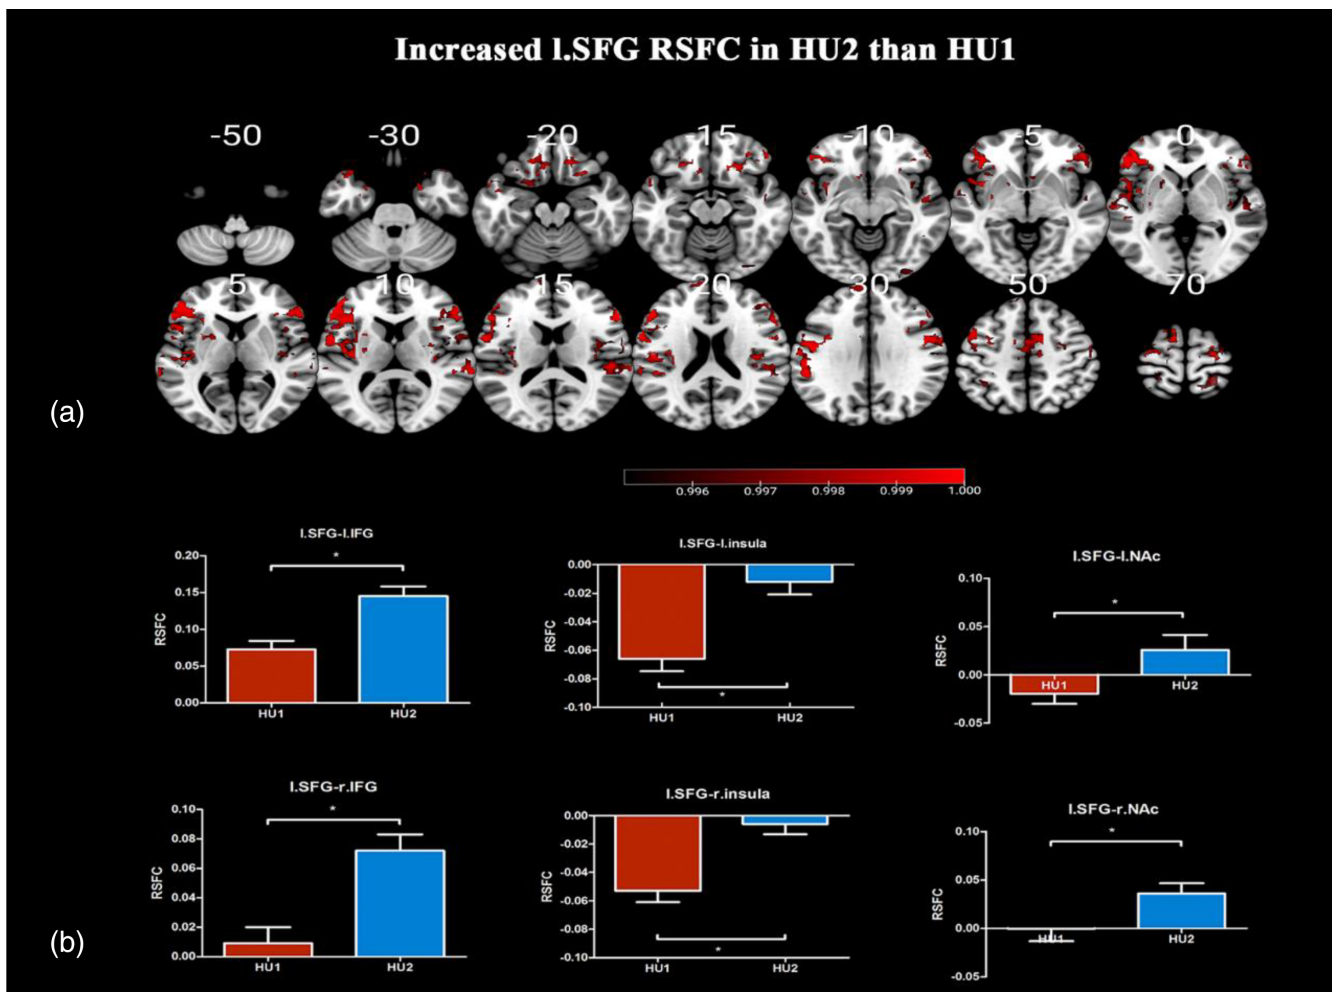 Increased l.SFG RSFC in HU2 than HU1
-50 -30 -20 -15 -10 -5 0
5 10 15 20 30 50 70
(a)
0.996 0.997 0.998 0.999 1.000
l.SFG-l.IFG
*
0.20
0.15
0.10
0.05
0.00
RSFC
HU1 HU2
l.SFG-l.insula
0.00
-0.02
-0.04
-0.06
-0.08
-0.10
RSFC
*
HU1 HU2
l.SFG-l.NAc
*
0.10
0.05
0.00
-0.05
RSFC
HU1 HU2
(b)
l.SFG-r.IFG
*
0.10
0.08
0.06
0.04
0.02
0.00
RSFC
HU1 HU2
l.SFG-r.insula
0.00
-0.02
-0.04
-0.06
-0.08
-0.10
RSFC
*
HU1 HU2
l.SFG-r.NAc
*
0.10
0.05
0.00
-0.05
RSFC
HU1 HU2